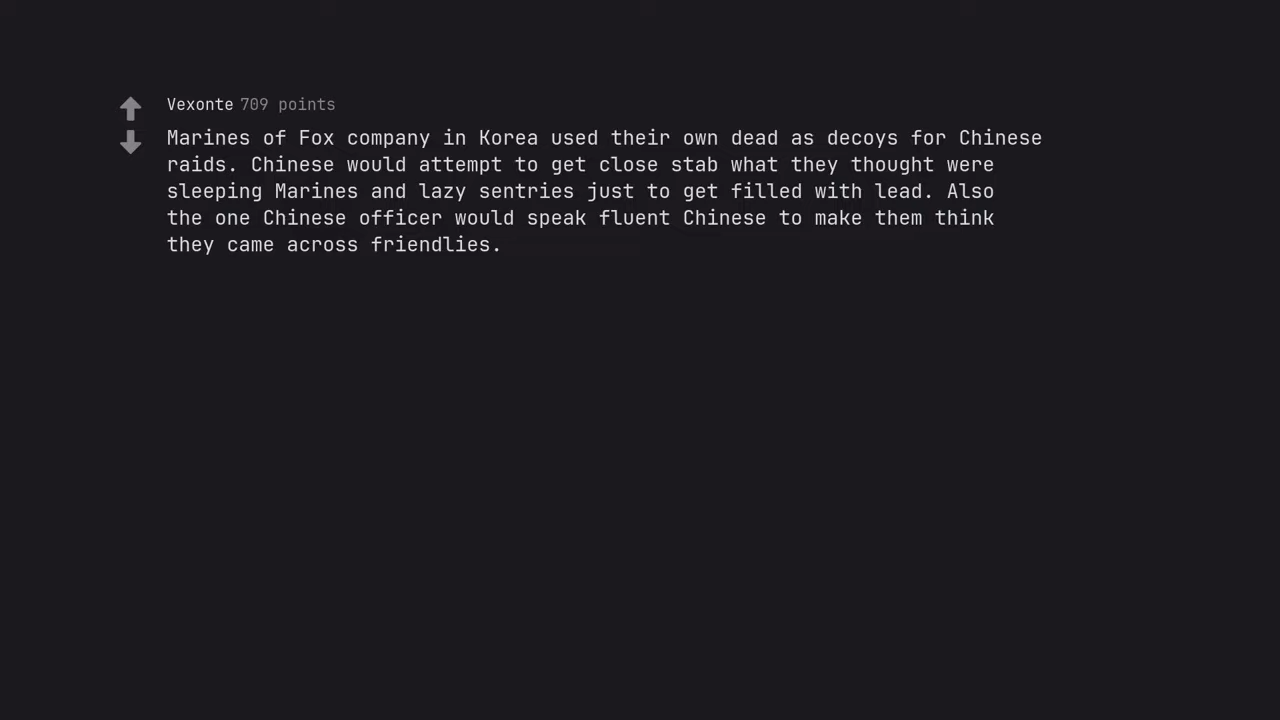 Vexonte 709 points
Marines of Fox company in Korea used their own dead as decoys for Chinese
raids. Chinese would attempt to get close stab what they thought were
sleeping Marines and lazy sentries just to get filled with lead. Also
the one Chinese officer would speak fluent Chinese to make them think
they came across friendlies.